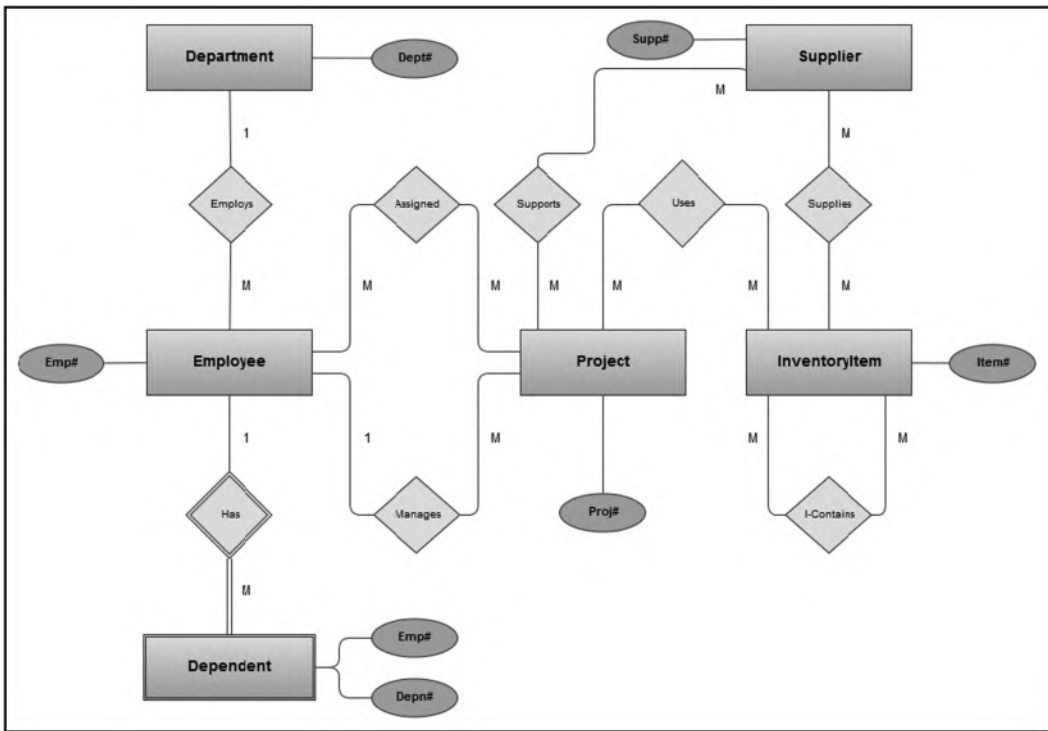 Department
Dept#
Supp#
Supplier
1
M
M
Employs
Assigned
Supports
Uses
Supplies
M
M
M
M
M
M
M
Emp#
Employee
Project
InventoryItem
Item#
1
1
M
M
M
Has
Manages
Proj#
I-Contains
M
Emp#
Dependent
Depn#